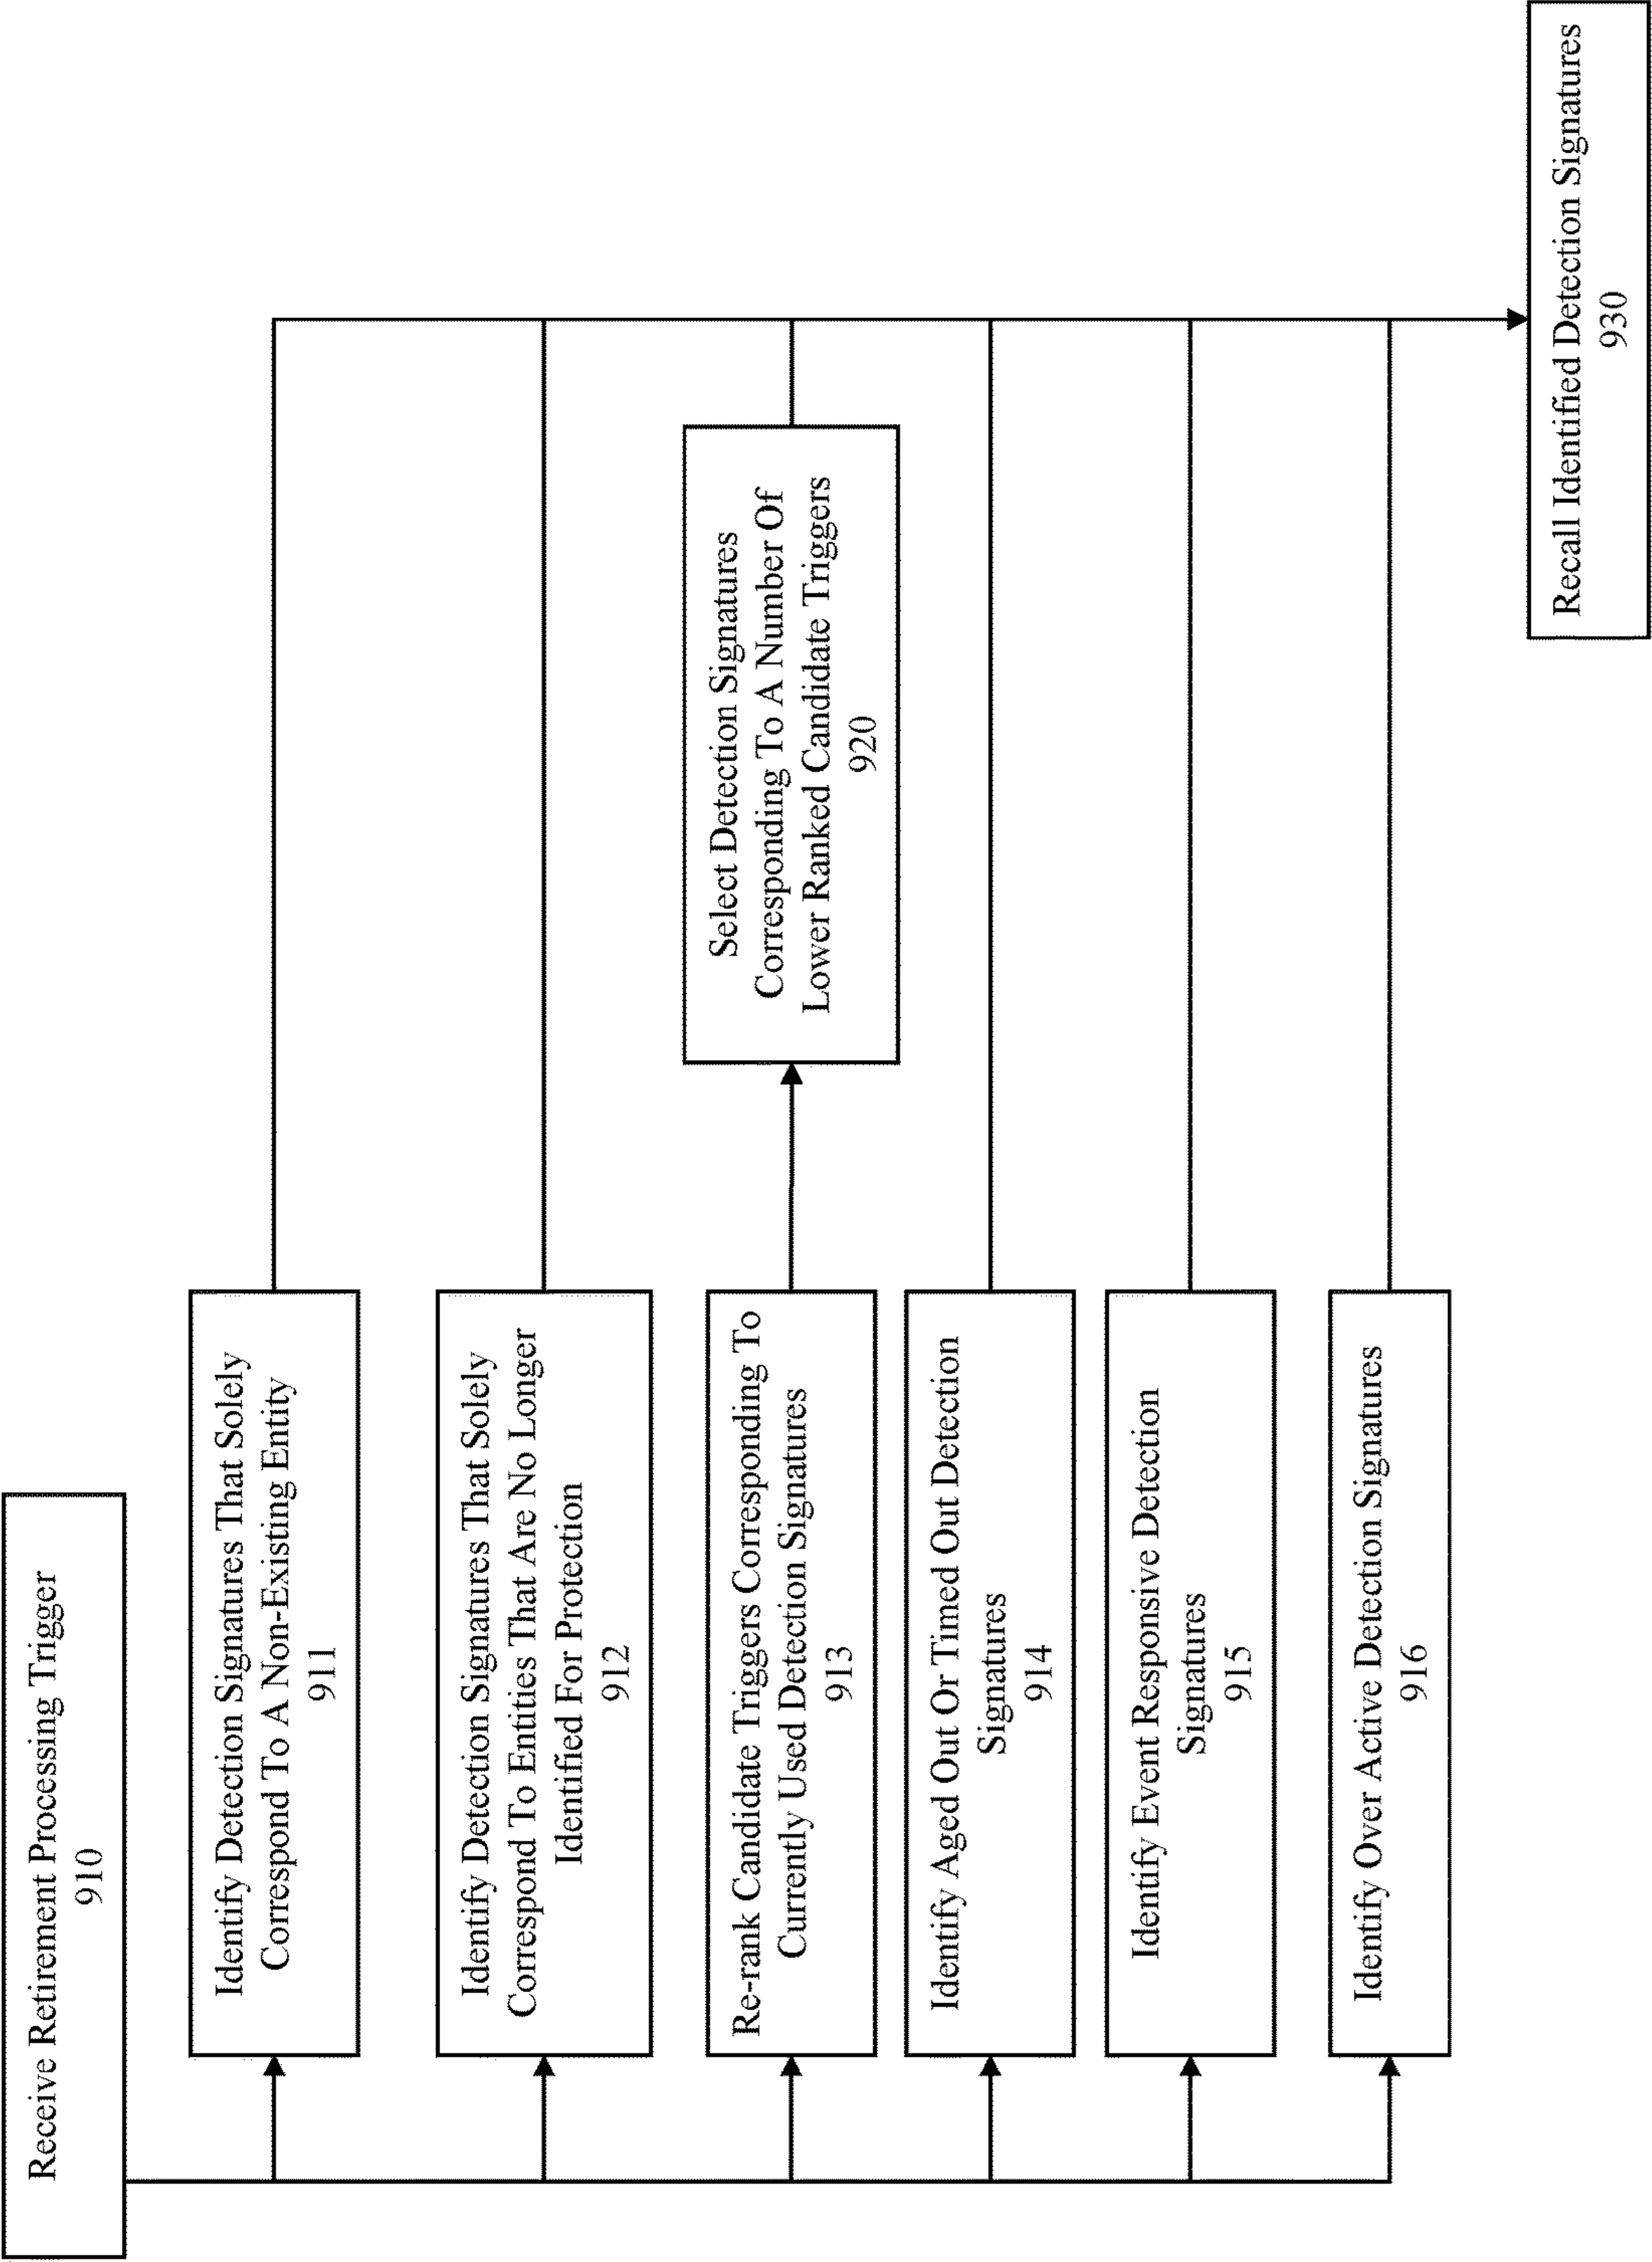 Receive Retirement Processing Trigger
910
Identify Detection Signatures That Solely
Correspond To A Non-Existing Entity
911
Identify Detection Signatures That Solely
Correspond To Entities That Are No Longer
Identified For Protection
912
Re-rank Candidate Triggers Corresponding To
Currently Used Detection Signatures
913
Select Detection Signatures
Corresponding To A Number Of
Lower Ranked Candidate Triggers
920
Identify Aged Out Or Timed Out Detection
Signatures
914
Identify Event Responsive Detection
Signatures
915
Identify Over Active Detection Signatures
916
Recall Identified Detection Signatures
930